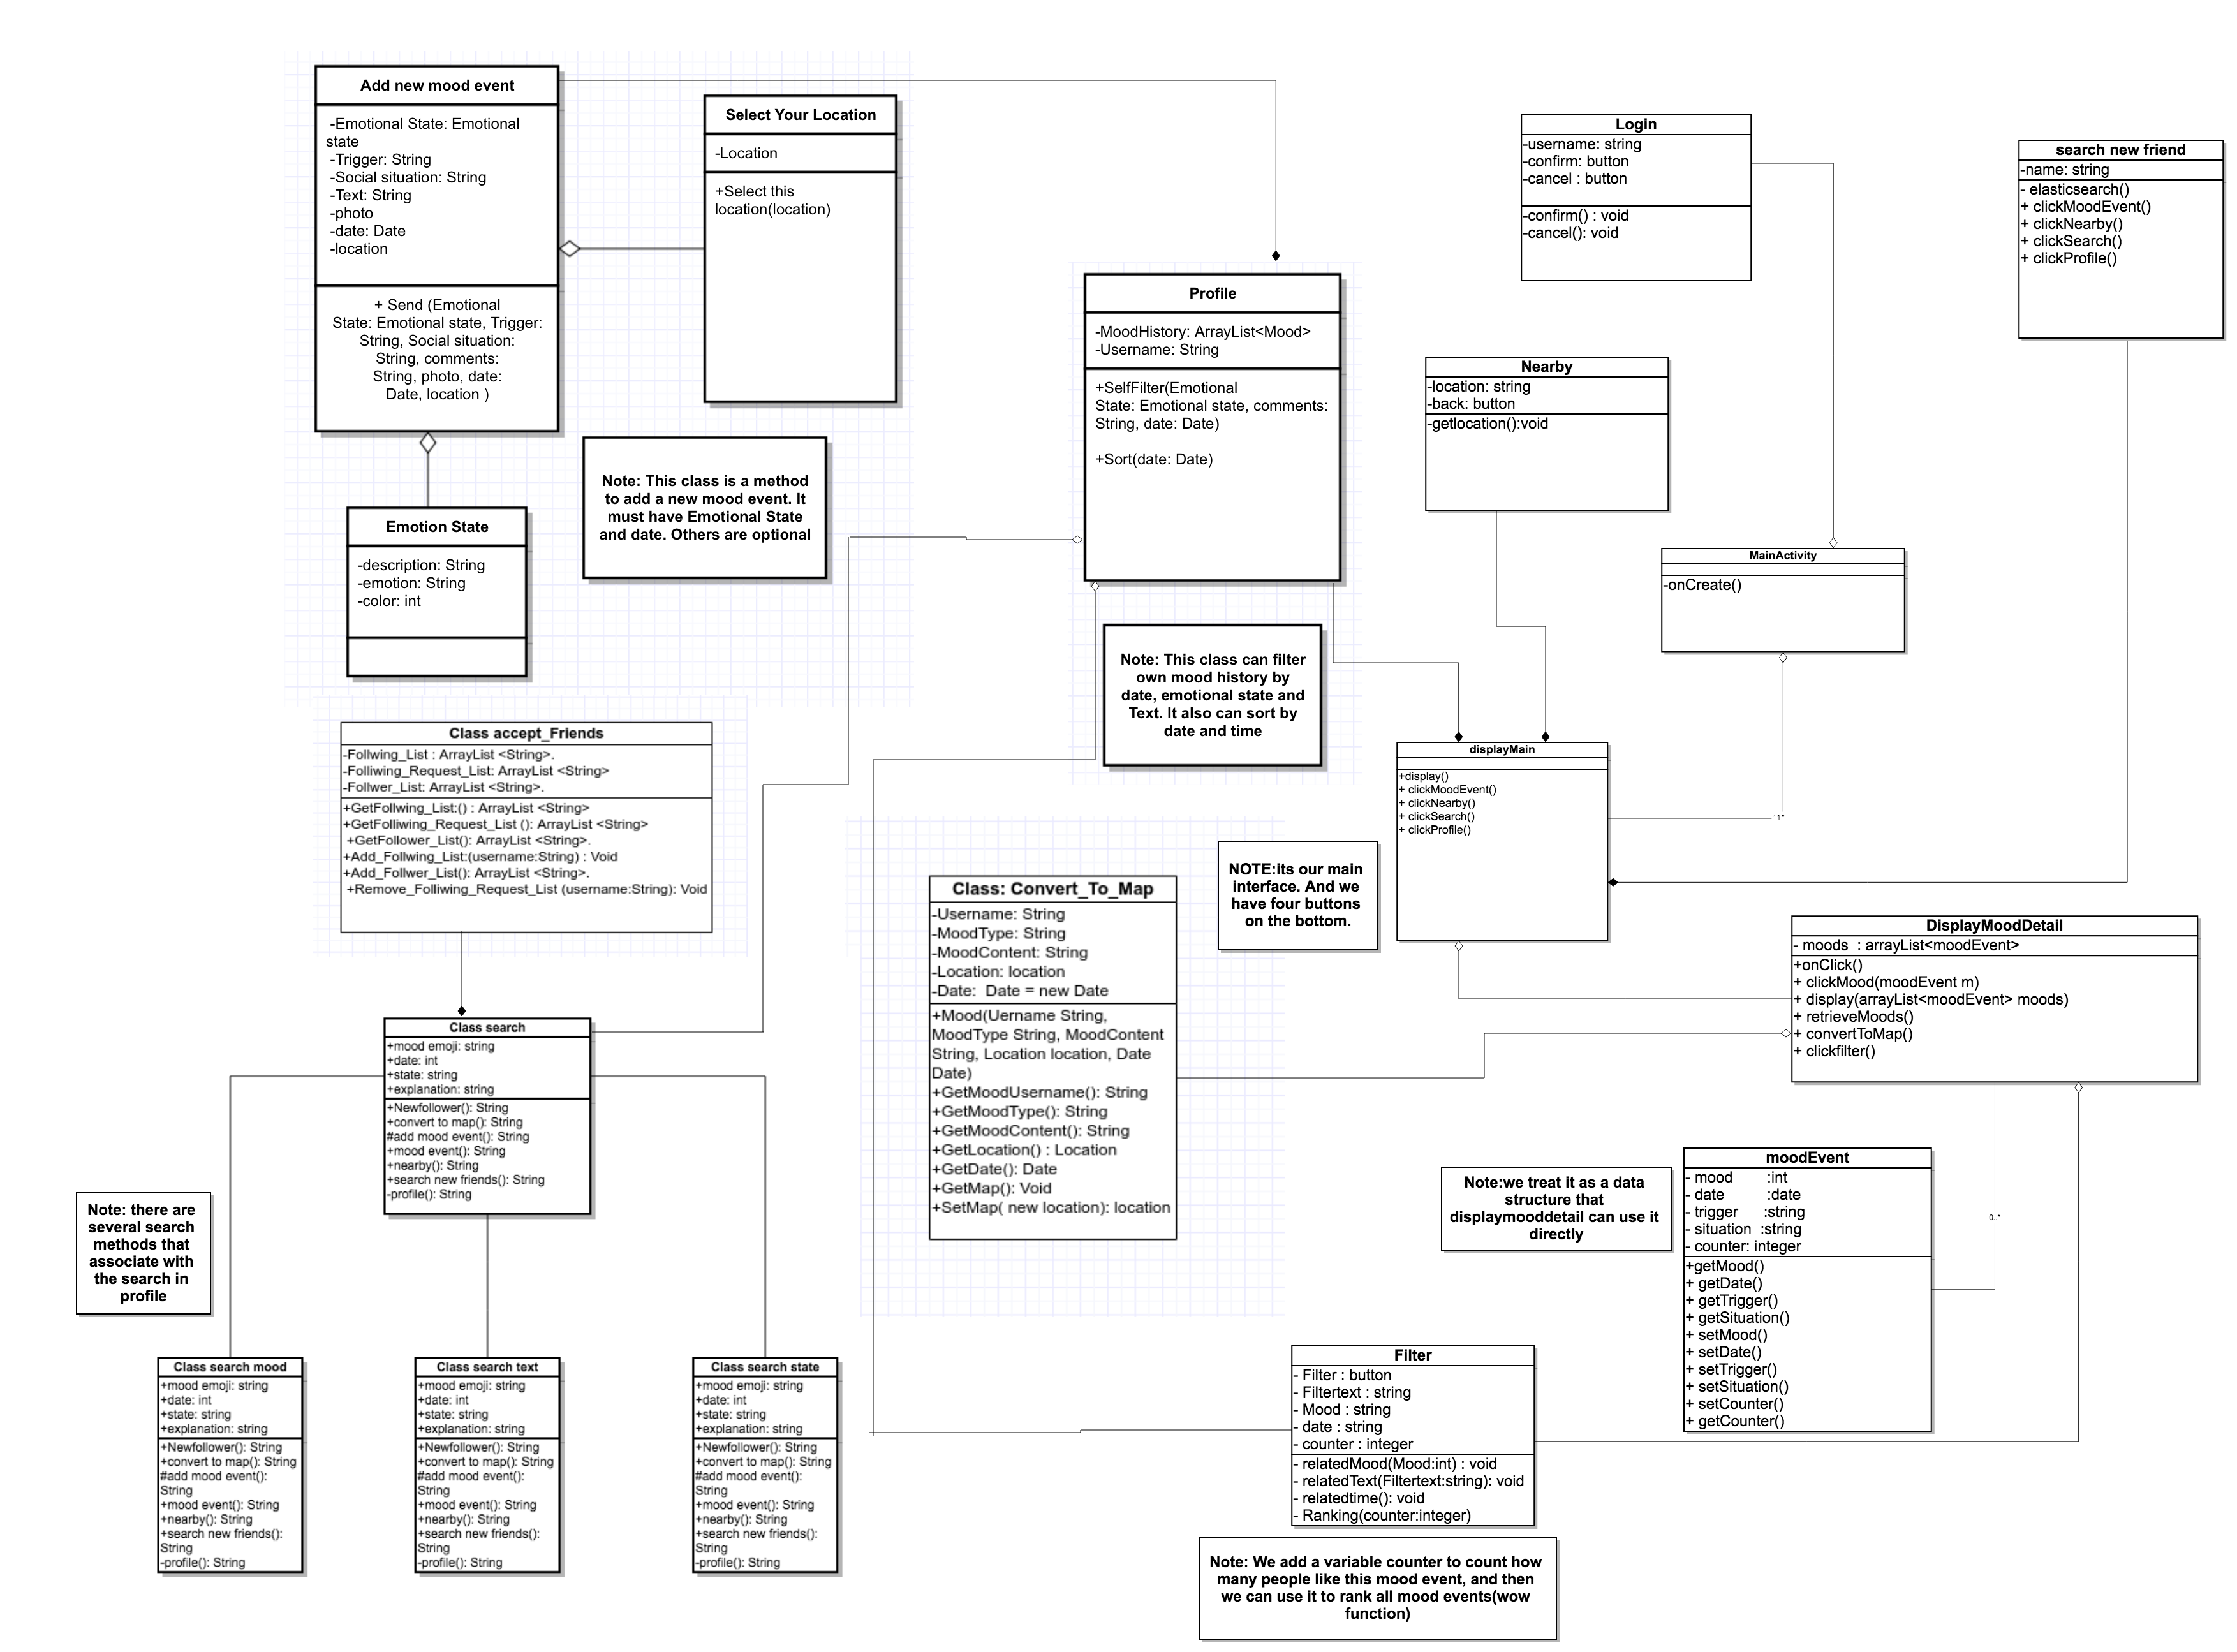 Add new mood event
-Emotional State: Emotional
state
-Trigger: String
-Social situation: String
-Text: String
-photo
-date: Date
-location
+ Send (Emotional
State: Emotional state, Trigger:
String, Social situation:
String, comments:
String, photo, date:
Date, location )
Select Your Location
-Location
+Select this
location(location)
Emotion State
-description: String
-emotion: String
-color: int
Note: This class is a method
to add a new mood event. It
must have Emotional State
and date. Others are optional
Profile
-MoodHistory: ArrayList<Mood>
-Username: String
+SelfFilter(Emotional
State: Emotional state, comments:
String, date: Date)
+Sort(date: Date)
Note: This class can filter
own mood history by
date, emotional state and
Text. It also can sort by
date and time
Login
-username: string
-confirm: button
-cancel : button
-confirm() : void
-cancel(): void
search new friend
-name: string
- elasticsearch()
+ clickMoodEvent()
+ clickNearby()
+ clickSearch()
+ clickProfile()
Nearby
-location: string
-back: button
-getlocation():void
MainActivity
-onCreate()
displayMain
+display()
+ clickMoodEvent()
+ clickNearby()
+ clickSearch()
+ clickProfile()
NOTE:its our main
interface. And we
have four buttons
on the bottom.
Class accept_Friends
-Follwing_List : ArrayList <String>.
-Folliwing_Request_List: ArrayList <String>
-Follwer_List: ArrayList <String>.
+GetFollwing_List:() : ArrayList <String>
+GetFolliwing_Request_List (): ArrayList <String>
+GetFollower_List(): ArrayList <String>.
+Add_Follwing_List:(username:String) : Void
+Add_Follwer_List(): ArrayList <String>.
+Remove_Folliwing_Request_List (username:String): Void
Class: Convert_To_Map
-Username: String
-MoodType: String
-MoodContent: String
-Location: location
-Date: Date = new Date
+Mood(Uername String,
MoodType String, MoodContent
String, Location location, Date
Date)
+GetMoodUsername(): String
+GetMoodType(): String
+GetMoodContent(): String
+GetLocation() : Location
+GetDate(): Date
+GetMap(): Void
+SetMap( new location): location
DisplayMoodDetail
- moods : arrayList<moodEvent>
+onClick()
+ clickMood(moodEvent m)
+ display(arrayList<moodEvent> moods)
+ retrieveMoods()
+ convertToMap()
+ clickfilter()
Class search
+mood emoji: string
+date: int
+state: string
+explanation: string
+Newfollower(): String
+convert to map(): String
#add mood event(): String
+mood event(): String
+nearby(): String
+search new friends(): String
-profile(): String
Note: there are
several search
methods that
associate with
the search in
profile
Note:we treat it as a data
structure that
displaymooddetail can use it
directly
moodEvent
- mood :int
- date :date
- trigger :string
- situation :string
- counter: integer
+getMood()
+ getDate()
+ getTrigger()
+ getSituation()
+ setMood()
+ setDate()
+ setTrigger()
+ setSituation()
+ setCounter()
+ getCounter()
0..*
Class search mood
+mood emoji: string
+date: int
+state: string
+explanation: string
+Newfollower(): String
+convert to map(): String
#add mood event():
String
+mood event(): String
+nearby(): String
+search new friends():
String
-profile(): String
Class search text
+mood emoji: string
+date: int
+state: string
+explanation: string
+Newfollower(): String
+convert to map(): String
#add mood event():
String
+mood event(): String
+nearby(): String
+search new friends():
String
-profile(): String
Class search state
+mood emoji: string
+date: int
+state: string
+explanation: string
+Newfollower(): String
+convert to map(): String
#add mood event():
String
+mood event(): String
+nearby(): String
+search new friends():
String
-profile(): String
Filter
- Filter : button
- Filtertext : string
- Mood : string
- date : string
- counter : integer
- relatedMood(Mood:int) : void
- relatedText(Filtertext:string): void
- relatedtime(): void
- Ranking(counter:integer)
Note: We add a variable counter to count how
many people like this mood event, and then
we can use it to rank all mood events(wow
function)